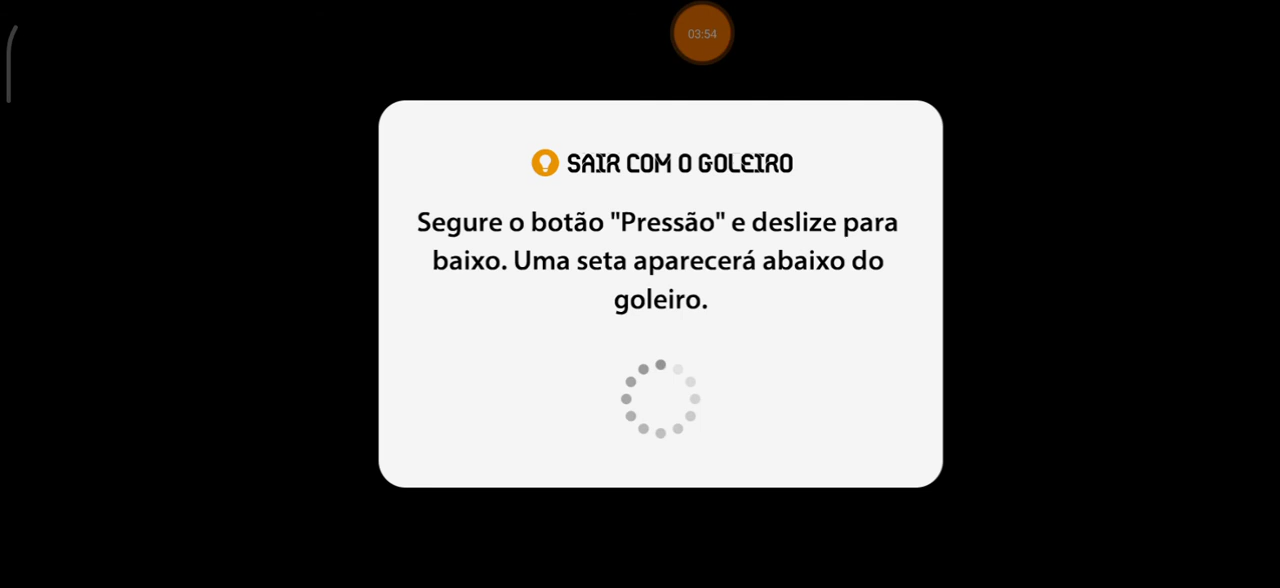 03:54
SAIR COM O GOLEIRO
Segure o botão "Pressão" e deslize para
baixo. Uma seta aparecerá abaixo do
goleiro.